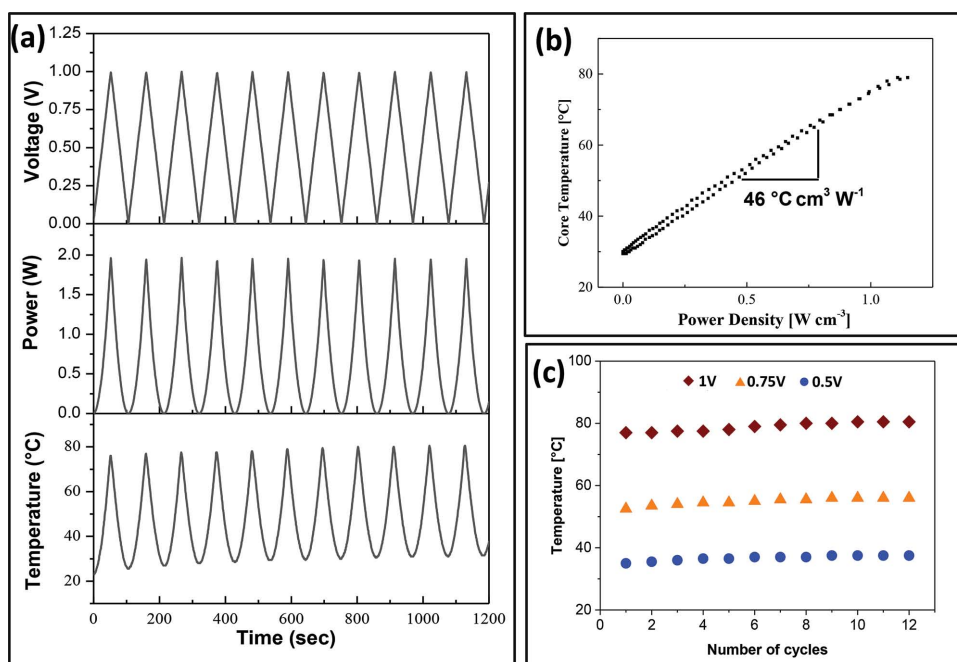 (a)
1.25
1.00
0.75
0.50
0.25
0.00
Voltage (V)
2.0
1.5
1.0
0.5
0.0
Power (W)
80
60
40
20
Temperature (°C)
0 200 400 600 800 1000 1200
Time (sec)
(b)
80
60
40
20
Core Temperature [°C]
46 °C cm³ W⁻¹
0.0 0.5 1.0
Power Density [W cm⁻³]
(c)
100
80
60
40
20
Temperature [°C]
1V 0.75V 0.5V
0 2 4 6 8 10 12
Number of cycles